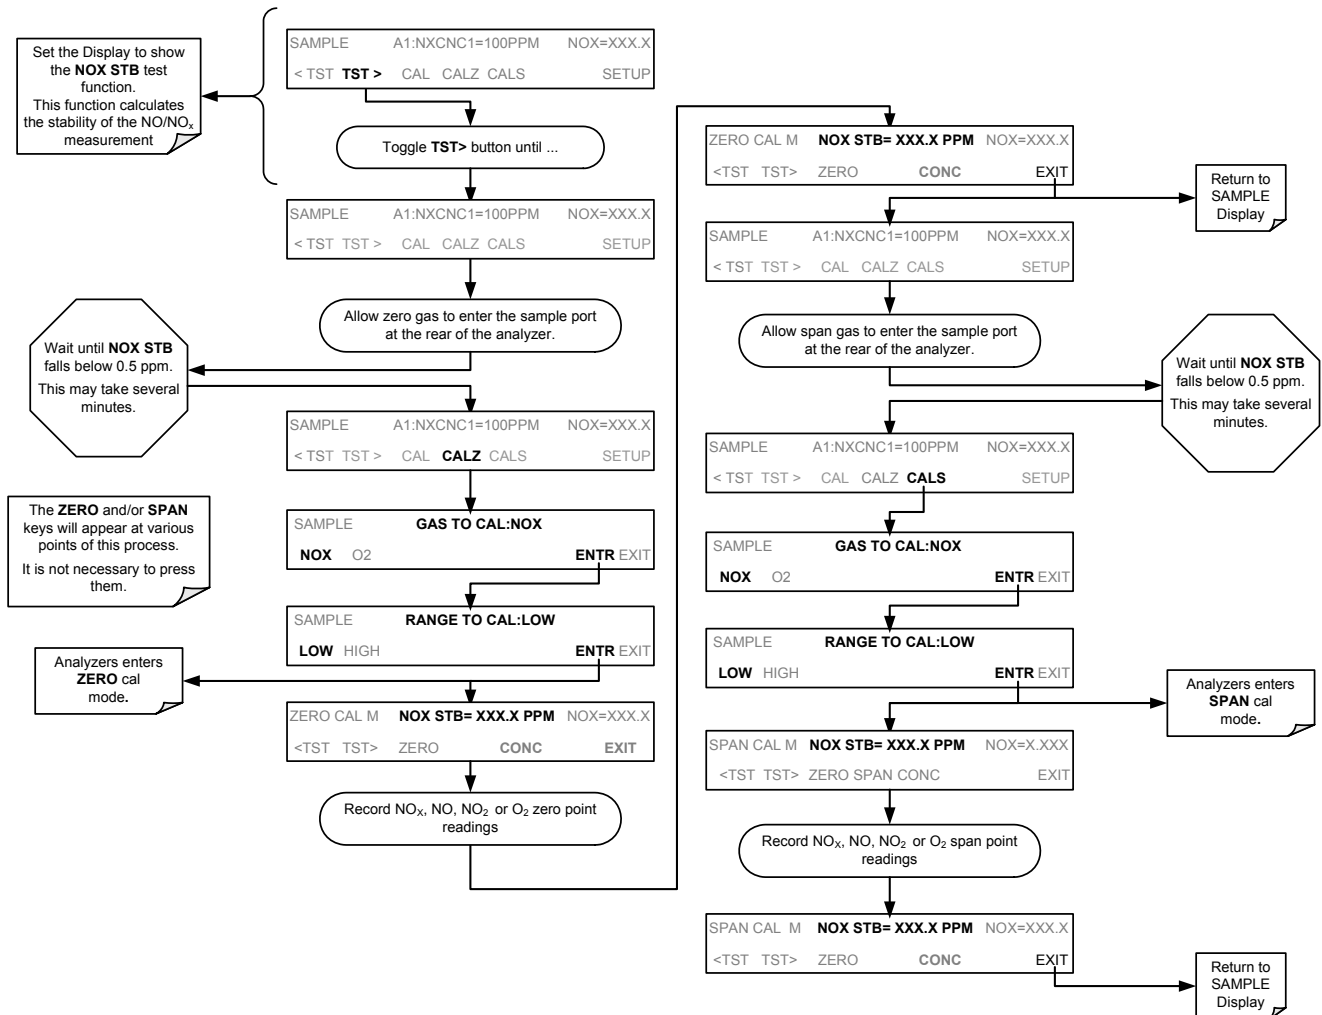 Set the Display to show
the NOX STB test
function.
This function calculates
the stability of the NO/NOx
measurement
SAMPLE A1:NXCNC1=100PPM NOX=XXX.X
< TST TST > CAL CALZ CALS SETUP
Toggle TST> button until ...
SAMPLE A1:NXCNC1=100PPM NOX=XXX.X
< TST TST > CAL CALZ CALS SETUP
Allow zero gas to enter the sample port
at the rear of the analyzer.
Wait until NOX STB
falls below 0.5 ppm.
This may take several
minutes.
SAMPLE A1:NXCNC1=100PPM NOX=XXX.X
< TST TST > CAL CALZ CALS SETUP
The ZERO and/or SPAN
keys will appear at various
points of this process.
It is not necessary to press
them.
SAMPLE GAS TO CAL:NOX
NOX O2 ENTR EXIT
SAMPLE RANGE TO CAL:LOW
LOW HIGH ENTR EXIT
Analyzers enters
ZERO cal
mode.
ZERO CAL M NOX STB= XXX.X PPM NOX=XXX.X
<TST TST> ZERO CONC EXIT
Record NOX, NO, NO2 or O2 zero point
readings
ZERO CAL M NOX STB= XXX.X PPM NOX=XXX.X
<TST TST> ZERO CONC EXIT
Return to
SAMPLE
Display
SAMPLE A1:NXCNC1=100PPM NOX=XXX.X
< TST TST > CAL CALZ CALS SETUP
Allow span gas to enter the sample port
at the rear of the analyzer.
Wait until NOX STB
falls below 0.5 ppm.
This may take several
minutes.
SAMPLE A1:NXCNC1=100PPM NOX=XXX.X
< TST TST > CAL CALZ CALS SETUP
SAMPLE GAS TO CAL:NOX
NOX O2 ENTR EXIT
SAMPLE RANGE TO CAL:LOW
LOW HIGH ENTR EXIT
Analyzers enters
SPAN cal
mode.
SPAN CAL M NOX STB= XXX.X PPM NOX=X.XXX
<TST TST> ZERO SPAN CONC EXIT
Record NOX, NO, NO2 or O2 span point
readings
SPAN CAL M NOX STB= XXX.X PPM NOX=XXX.X
<TST TST> ZERO CONC EXIT
Return to
SAMPLE
Display